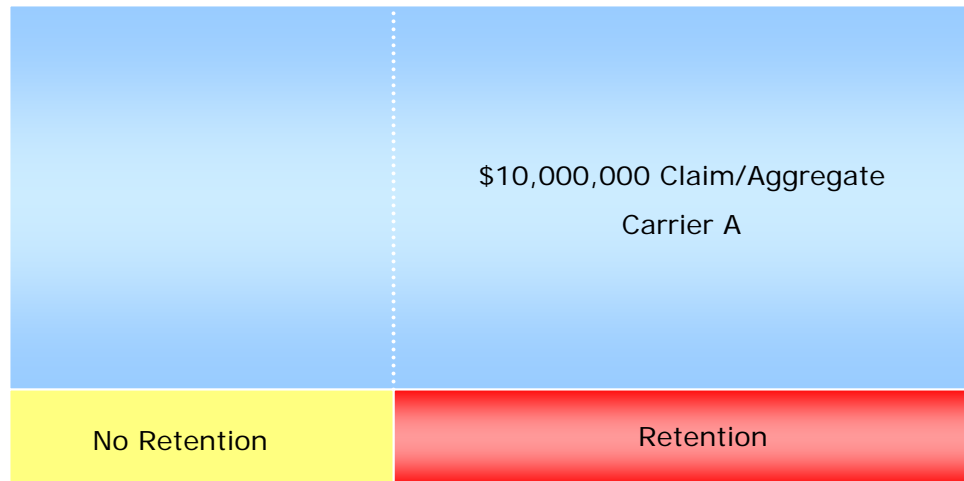 $10,000,000 Claim/Aggregate
Carrier A
No Retention
Retention